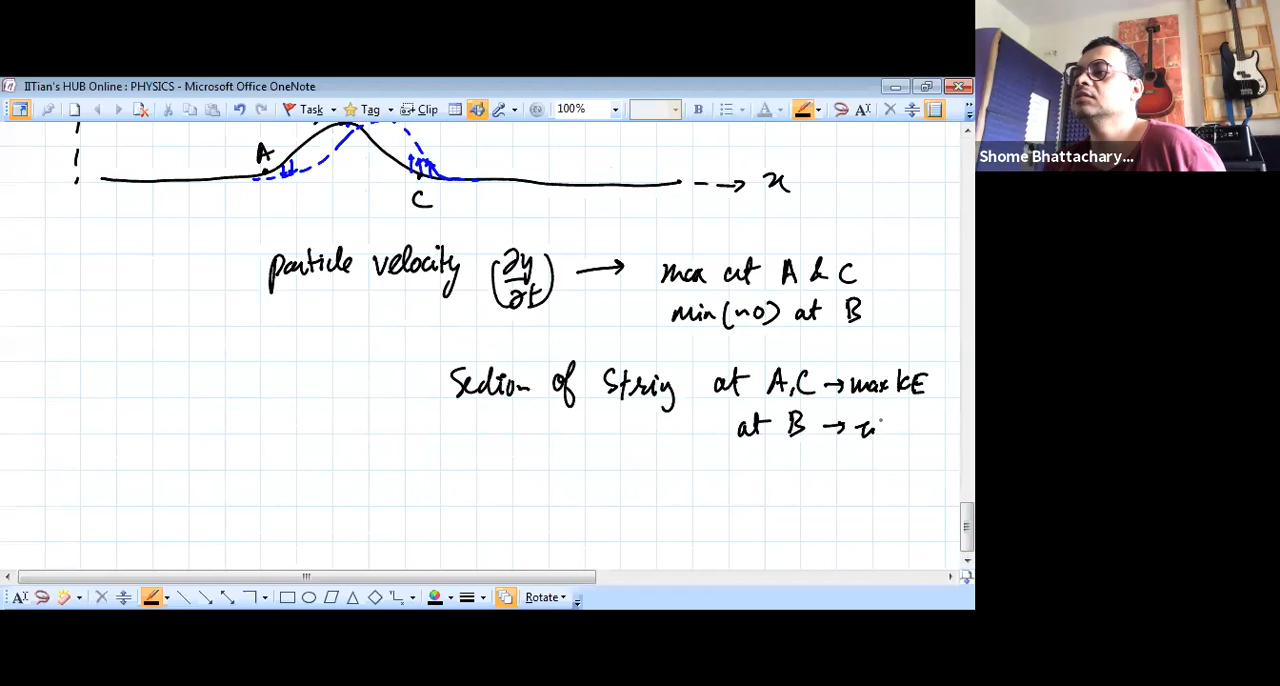 IITian's HUB Online : PHYSICS - Microsoft Office OneNote
Task Tag Clip 100% B A A
Shome Bhattachary...
A
C
x
particle velocity (∂y/∂t) → max at A & C
min(no) at B
Section of String at A,C → max KE
at B →
A Rotate